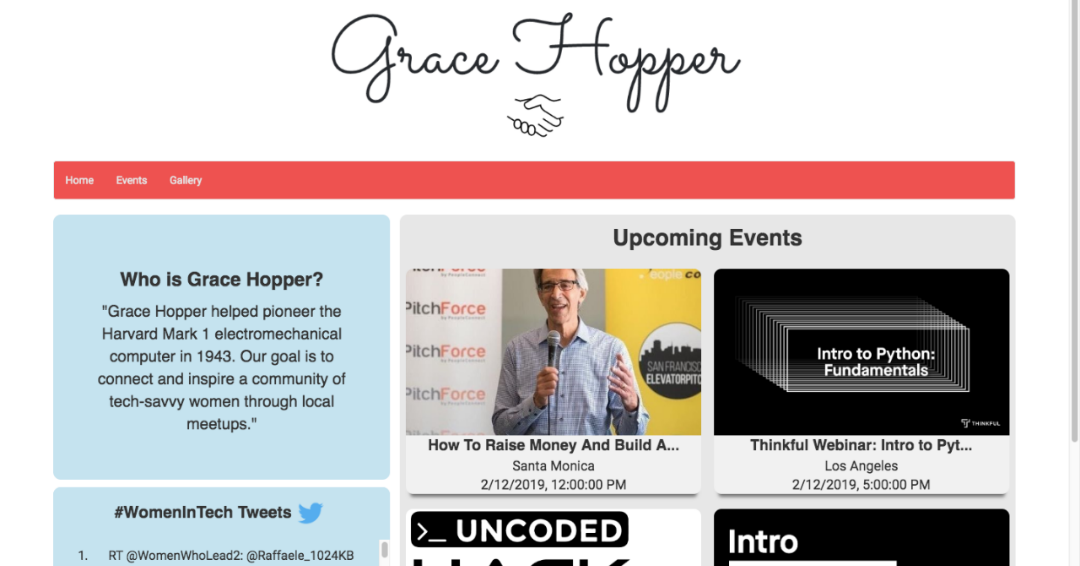 Grace Hopper
Home Events Gallery
Who is Grace Hopper?
"Grace Hopper helped pioneer the
Harvard Mark 1 electromechanical
computer in 1943. Our goal is to
connect and inspire a community of
tech-savvy women through local
meetups."
#WomenInTech Tweets
1. RT @WomenWhoLead2: @Raffaele_1024KB
Upcoming Events
PitchForce
PitchForce
PitchForce
SAN FRANCISCO
ELEVATORPITC
How To Raise Money And Build A...
Santa Monica
2/12/2019, 12:00:00 PM
Intro to Python:
Fundamentals
THINKFUL
Thinkful Webinar: Intro to Pyt...
Los Angeles
2/12/2019, 5:00:00 PM
>_ UNCODED
HACK
Intro